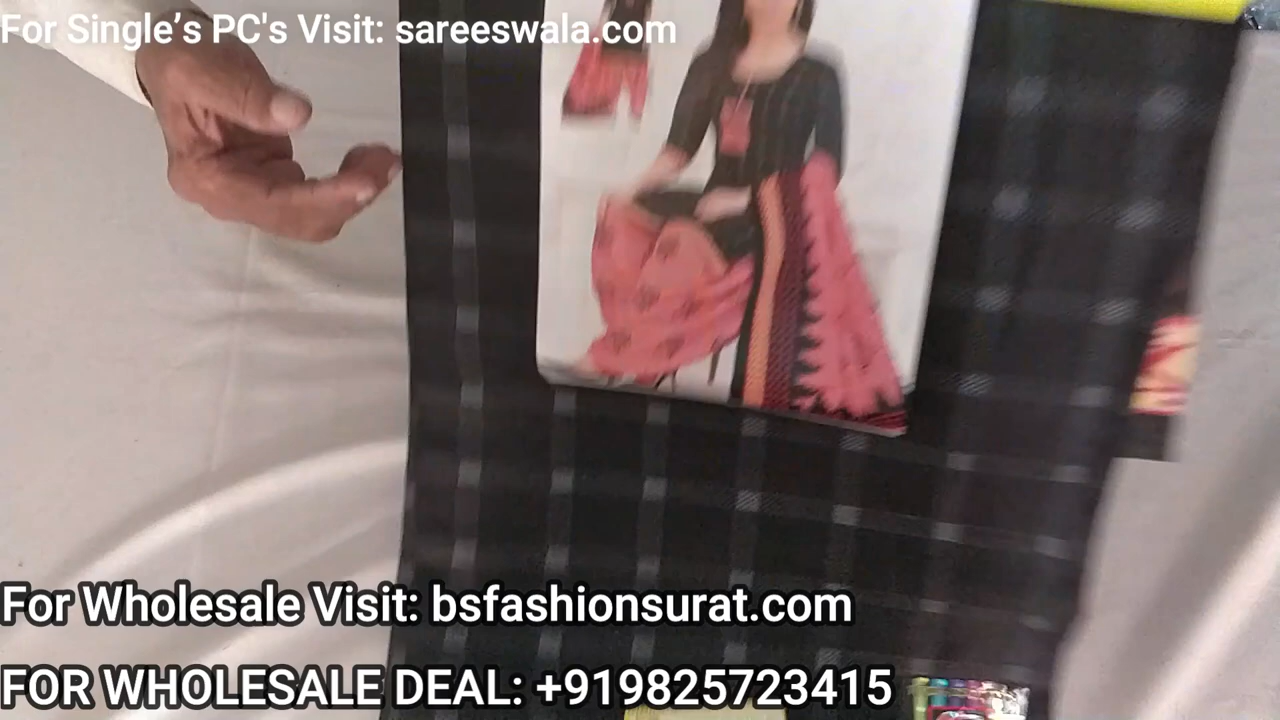 For Single’s PC's Visit: sareeswala.com
For Wholesale Visit: bsfashionsurat.com
FOR WHOLESALE DEAL: +919825723415